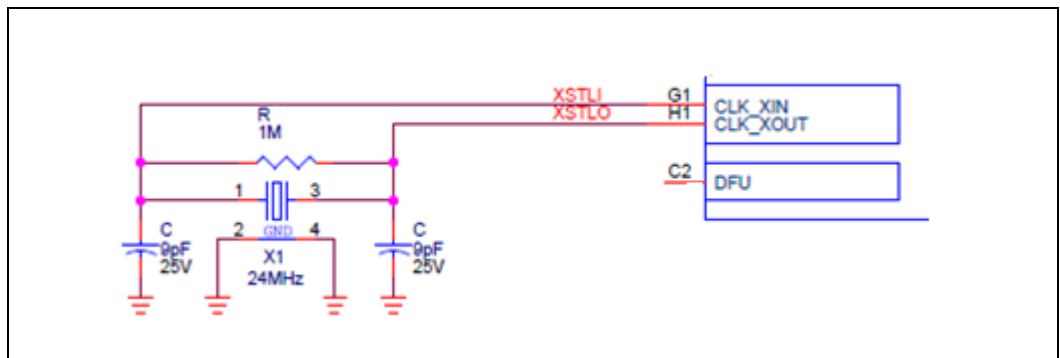 XSTLI G1 CLK_XIN
XSTLO H1 CLK_XOUT
R
1M
C2 DFU
1 3
C 2 GND 4 C
9pF X1 9pF
25V 24MHz 25V